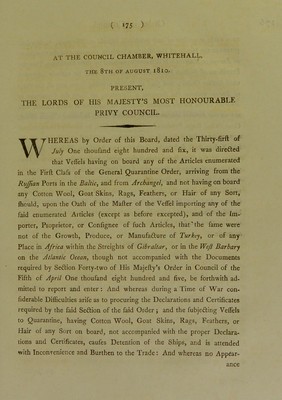 ( 175 )
AT THE COUNCIL CHAMBER, WHITEHALL,
THE 8TH OF AUGUST 1810.
PRESENT,
THE LORDS OF HIS MAJESTY'S MOST HONOURABLE
PRIVY COUNCIL.
WHEREAS by Order of this Board, dated the Thirty-first of
July One thousand eight hundred and six, it was directed
that Vessels having on board any of the Articles enumerated
in the First Class of the General Quarantine Order, arriving from the
Russian Ports in the Baltic, and from Archangel, and not having on board
any Cotton Wool, Goat Skins, Rags, Feathers, or Hair of any Sort,
should, upon the Oath of the Master of the Vessel importing any of the
said enumerated Articles (except as before excepted), and of the Im-
porter, Proprietor, or Consignee of such Articles, that the same were
not of the Growth, Produce, or Manufacture of Turkey, or of any
Place in Africa within the Streights of Gibraltar, or in the West Barbary
on the Atlantic Ocean, though not accompanied with the Documents
required by Section Forty-two of His Majesty's Order in Council of the
Fifth of April One thousand eight hundred and five, be forthwith ad-
mitted to report and enter: And whereas during a Time of War con-
siderable Difficulties arise as to procuring the Declarations and Certificates
required by the said Section of the said Order; and the subjecting Vessels
to Quarantine, having Cotton Wool, Goat Skins, Rags, Feathers, or
Hair of any Sort on board, not accompanied with the proper Declara-
tions and Certificates, causes Detention of the Ships, and is attended
with Inconvenience and Burthen to the Trade: And whereas no Appear-
ance